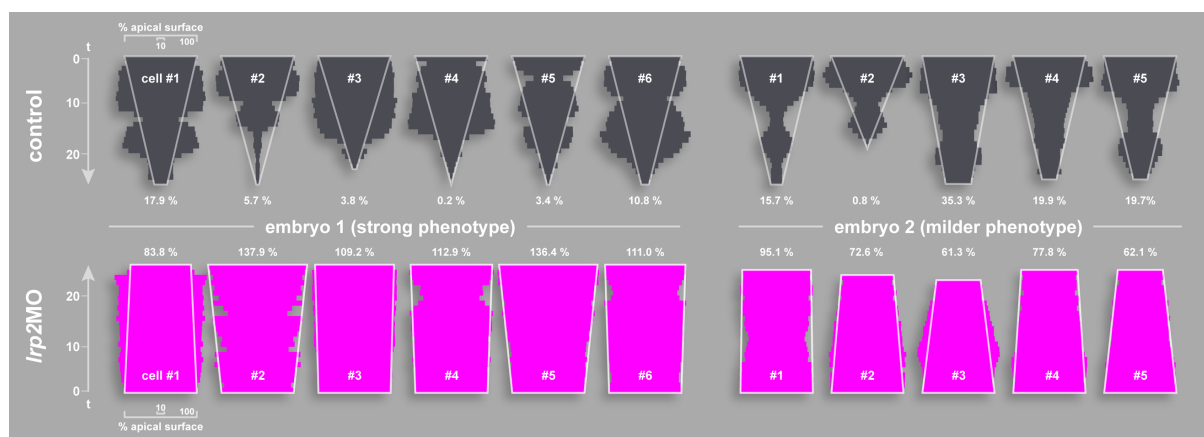 % apical surface
t
10 100
0
10
20
control
cell #1 #2 #3 #4 #5 #6 #1 #2 #3 #4 #5
17.9 % 5.7 % 3.8 % 0.2 % 3.4 % 10.8 % 15.7 % 0.8 % 35.3 % 19.9 % 19.7%
embryo 1 (strong phenotype) embryo 2 (milder phenotype)
83.8 % 137.9 % 109.2 % 112.9 % 136.4 % 111.0 % 95.1 % 72.6 % 61.3 % 77.8 % 62.1 %
lrp2MO
20
10
0
cell #1 #2 #3 #4 #5 #6 #1 #2 #3 #4 #5
t
10 100
% apical surface